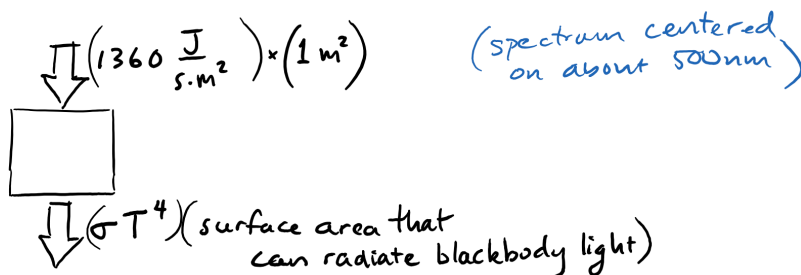 (1360 J/s·m²) × (1 m²)
(spectrum centered
on about 500nm)
(σT⁴)(surface area that
can radiate blackbody light)